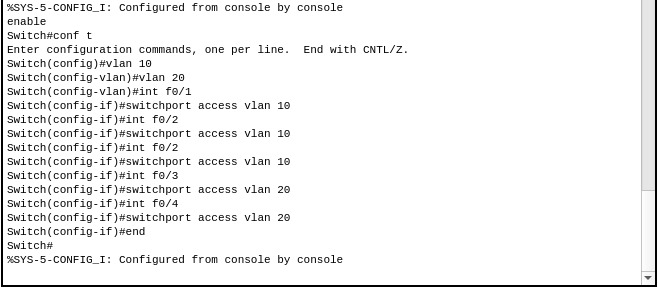 %SYS-5-CONFIG_I: Configured from console by console
enable
Switch#conf t
Enter configuration commands, one per line.  End with CNTL/Z.
Switch(config)#vlan 10
Switch(config-vlan)#vlan 20
Switch(config-vlan)#int f0/1
Switch(config-if)#switchport access vlan 10
Switch(config-if)#int f0/2
Switch(config-if)#switchport access vlan 10
Switch(config-if)#int f0/2
Switch(config-if)#switchport access vlan 10
Switch(config-if)#int f0/3
Switch(config-if)#switchport access vlan 20
Switch(config-if)#int f0/4
Switch(config-if)#switchport access vlan 20
Switch(config-if)#end
Switch#
%SYS-5-CONFIG_I: Configured from console by console